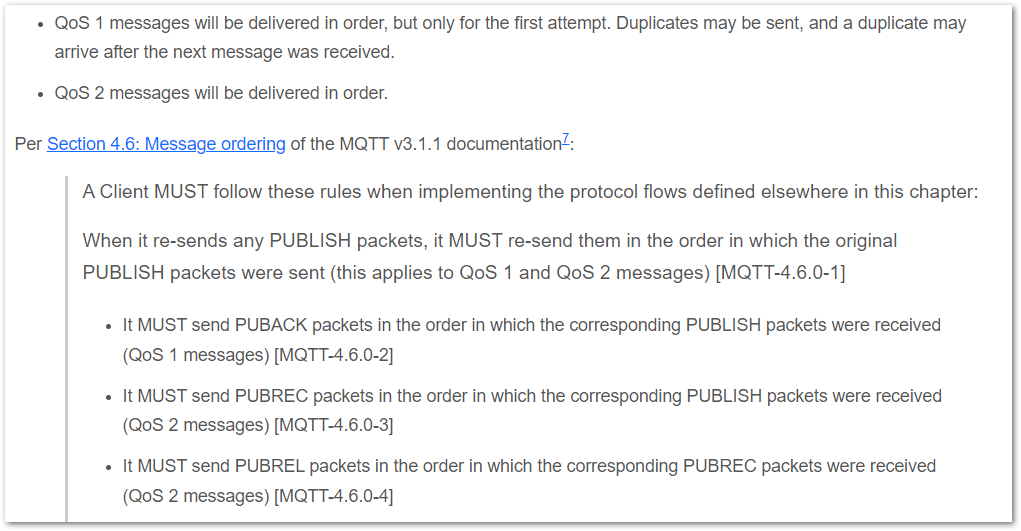 QoS 1 messages will be delivered in order, but only for the first attempt. Duplicates may be sent, and a duplicate may
arrive after the next message was received.
QoS 2 messages will be delivered in order.
Per Section 4.6: Message ordering of the MQTT v3.1.1 documentation7:
A Client MUST follow these rules when implementing the protocol flows defined elsewhere in this chapter:
When it re-sends any PUBLISH packets, it MUST re-send them in the order in which the original
PUBLISH packets were sent (this applies to QoS 1 and QoS 2 messages) [MQTT-4.6.0-1]
It MUST send PUBACK packets in the order in which the corresponding PUBLISH packets were received
(QoS 1 messages) [MQTT-4.6.0-2]
It MUST send PUBREC packets in the order in which the corresponding PUBLISH packets were received
(QoS 2 messages) [MQTT-4.6.0-3]
It MUST send PUBREL packets in the order in which the corresponding PUBREC packets were received
(QoS 2 messages) [MQTT-4.6.0-4]